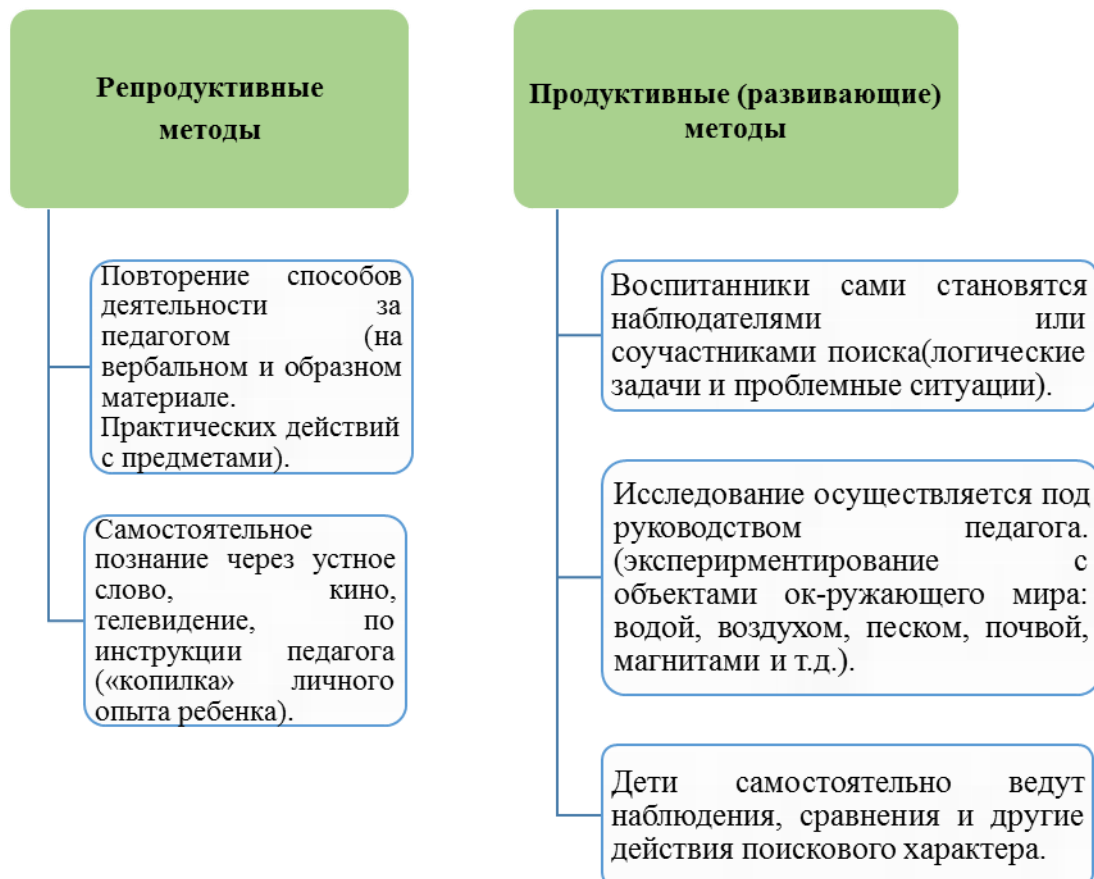 Репродуктивные
методы
Повторение способов
деятельности за
педагогом (на
вербальном и образном
материале.
Практических действий
с предметами).
Самостоятельное
познание через устное
слово, кино,
телевидение, по
инструкции педагога
(«копилка» личного
опыта ребенка).
Продуктивные (развивающие)
методы
Воспитанники сами становятся
наблюдателями или
соучастниками поиска(логические
задачи и проблемные ситуации).
Исследование осуществляется под
руководством педагога.
(эксперирментирование с
объектами ок-ружающего мира:
водой, воздухом, песком, почвой,
магнитами и т.д.).
Дети самостоятельно ведут
наблюдения, сравнения и другие
действия поискового характера.